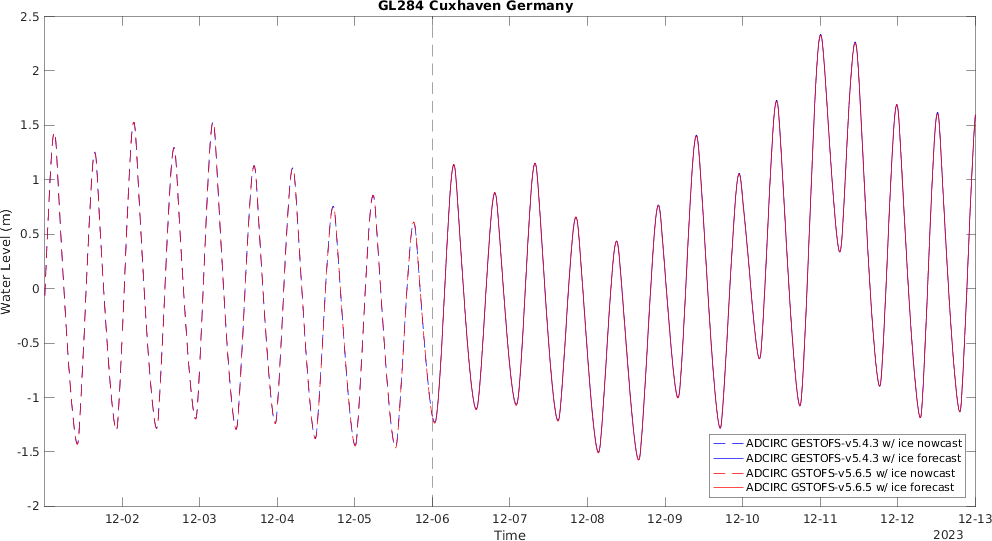 GL284 Cuxhaven Germany
2.5
2
1.5
1
0.5
0
-0.5
-1
-1.5
-2
Water Level (m)
ADCIRC GESTOFS-v5.4.3 w/ ice nowcast
ADCIRC GESTOFS-v5.4.3 w/ ice forecast
ADCIRC GSTOFS-v5.6.5 w/ ice nowcast
ADCIRC GSTOFS-v5.6.5 w/ ice forecast
12-02 12-03 12-04 12-05 12-06 12-07 12-08 12-09 12-10 12-11 12-12 12-13
Time
2023